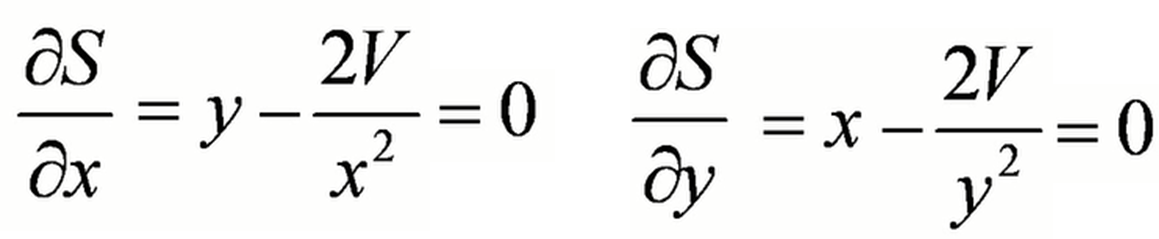 ∂S/∂x = y − 2V/x² = 0
∂S/∂y = x − 2V/y² = 0